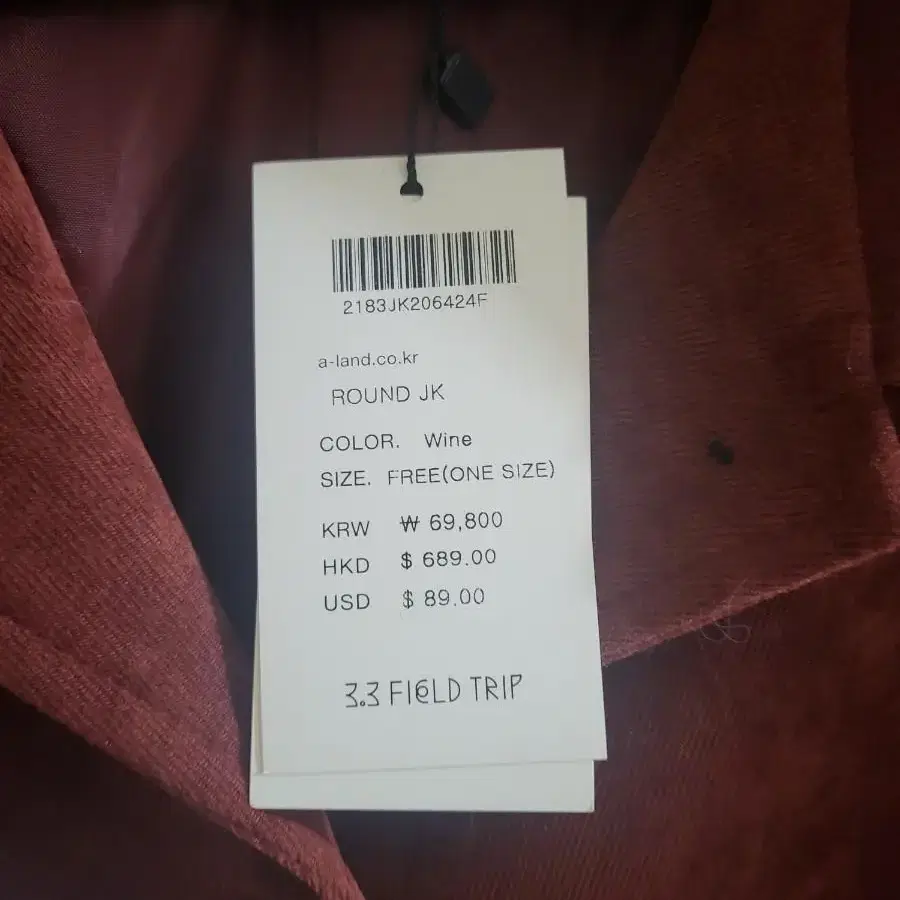 2183JK206424F
a-land.co.kr
ROUND JK
COLOR. Wine
SIZE. FREE(ONE SIZE)
KRW ₩ 69,800
HKD $ 689.00
USD $ 89.00
3.3 FIELD TRIP